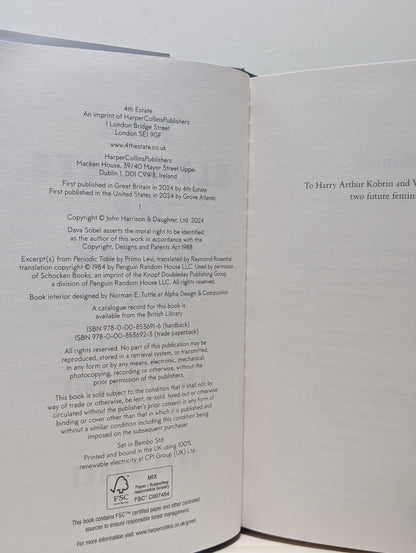 4th Estate
An imprint of HarperCollinsPublishers
1 London Bridge Street
London SE1 9GF
www.4thestate.co.uk
HarperCollinsPublishers
Macken House, 39/40 Mayor Street Upper
Dublin 1, D01 C9W8, Ireland
First published in Great Britain in 2024 by 4th Estate
First published in the United States in 2024 by Grove Atlantic
1
Copyright © John Harrison & Daughter, Ltd. 2024
Dava Sobel asserts the moral right to be identified
as the author of this work in accordance with the
Copyright, Designs and Patents Act 1988
Excerpt(s) from Periodic Table by Primo Levi, translated by Raymond Rosenthal,
translation copyright © 1984 by Penguin Random House LLC. Used by permission
of Schocken Books, an imprint of the Knopf Doubleday Publishing Group,
a division of Penguin Random House LLC. All rights reserved.
Book interior designed by Norman E. Tuttle at Alpha Design & Composition
A catalogue record for this book is
available from the British Library
ISBN 978-0-00-853691-6 (hardback)
ISBN 978-0-00-853692-3 (trade paperback)
All rights reserved. No part of this publication may be
reproduced, stored in a retrieval system, or transmitted,
in any form or by any means, electronic, mechanical,
photocopying, recording or otherwise, without the
prior permission of the publishers.
This book is sold subject to the condition that it shall not, by
way of trade or otherwise, be lent, re-sold, hired out or otherwise
circulated without the publisher's prior consent in any form of
binding or cover other than that in which it is published and
without a similar condition including this condition being
imposed on the subsequent purchaser.
Set in Bembo Std
Printed and bound in the UK using 100%
renewable electricity at CPI Group (UK) Ltd
FSC
www.fsc.org
MIX
Paper | Supporting
responsible forestry
FSC™ C007454
This book contains FSC™ certified paper and other controlled
sources to ensure responsible forest management.
For more information visit: www.harpercollins.co.uk/green
To Harry Arthur Kobrin and
two future